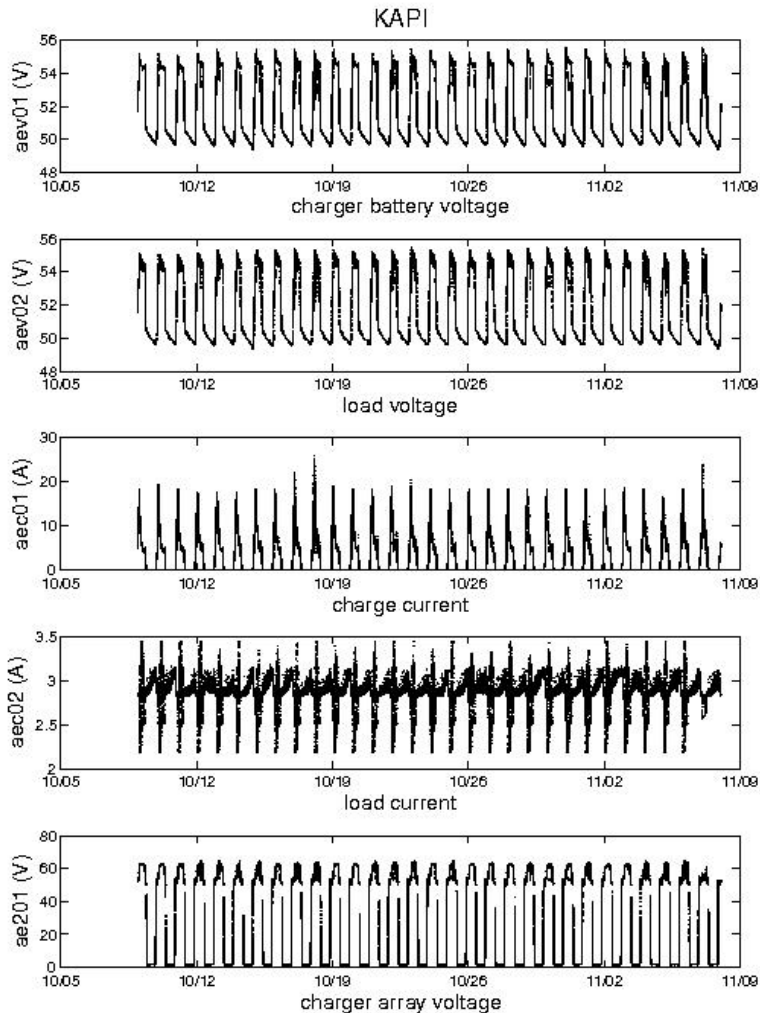 KAPI
56
54
52
50
48
aev01 (V)
10/05 10/12 10/19 10/26 11/02 11/09
charger battery voltage
56
54
52
50
48
aev02 (V)
10/05 10/12 10/19 10/26 11/02 11/09
load voltage
30
20
10
0
aec01 (A)
10/05 10/12 10/19 10/26 11/02 11/09
charge current
3.5
3
2.5
2
aec02 (A)
10/05 10/12 10/19 10/26 11/02 11/09
load current
80
60
40
20
0
ae201 (V)
10/05 10/12 10/19 10/26 11/02 11/09
charger array voltage